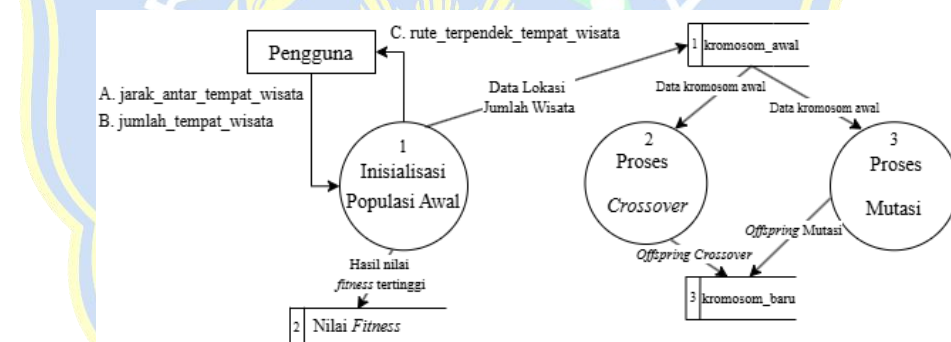 C. rute_terpendek_tempat_wisata
Pengguna
A. jarak_antar_tempat_wisata
B. jumlah_tempat_wisata
1
Inisialisasi
Populasi Awal
Data Lokasi
Jumlah Wisata
1 kromosom_awal
Data kromosom awal
Data kromosom awal
2
Proses
Crossover
3
Proses
Mutasi
Offspring Mutasi
Offspring Crossover
Hasil nilai
fitness tertinggi
2 Nilai Fitness
3 kromosom_baru